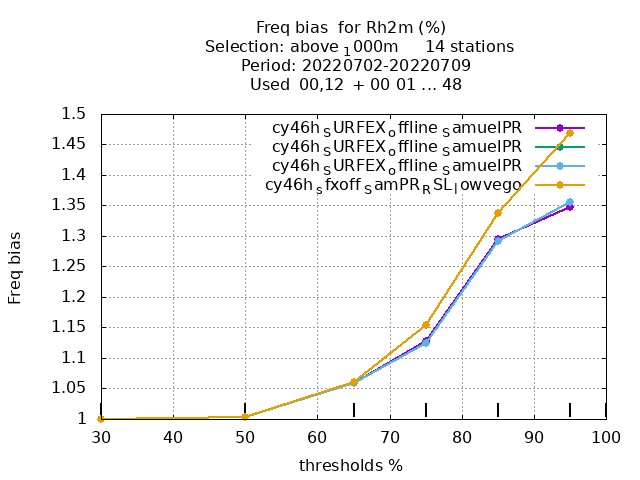 Freq bias  for Rh2m (%)
Selection: above 1000m     14 stations
Period: 20220702-20220709
Used  00,12  + 00 01 ... 48
1.5
1.45
1.4
1.35
1.3
1.25
1.2
1.15
1.1
1.05
1
Freq bias
cy46h_SURFEX_offline_SamuelPR
cy46h_SURFEX_offline_SamuelPR
cy46h_SURFEX_offline_SamuelPR
cy46h_sfxoff_SamPR_RSL_lowvego
30 40 50 60 70 80 90 100
thresholds %